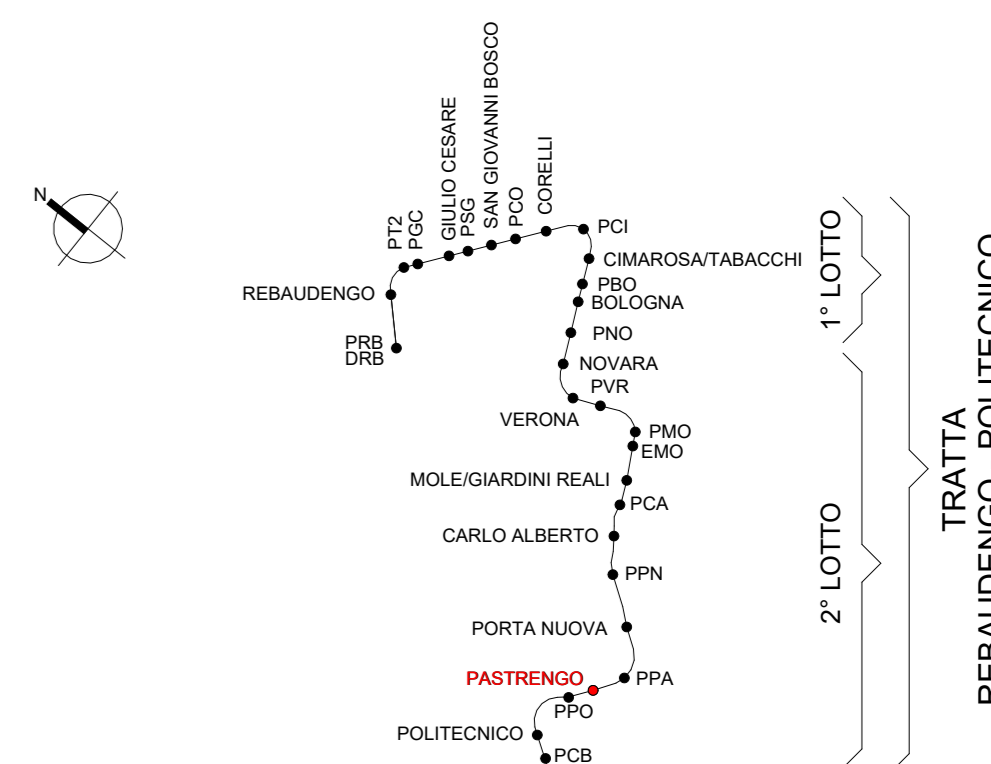 N
PT2
PGC
GIULIO CESARE
PSG
SAN GIOVANNI BOSCO
PCO
CORELLI
PCI
CIMAROSA/TABACCHI
REBAUDENGO
PBO
BOLOGNA
PRB
DRB
PNO
NOVARA
PVR
VERONA
PMO
EMO
MOLE/GIARDINI REALI
PCA
CARLO ALBERTO
PPN
PORTA NUOVA
PASTRENGO
PPA
PPO
POLITECNICO
PCB
1° LOTTO
2° LOTTO
TRATTA
REBAUDENGO POLITECNICO